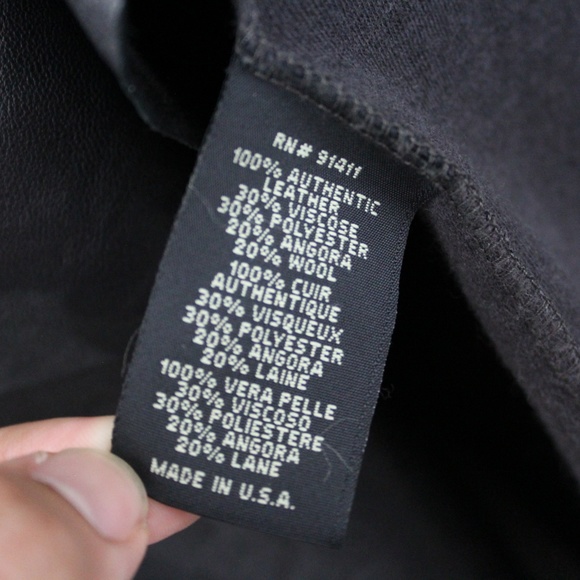 RN# 91411
100% AUTHENTIC
LEATHER
30% VISCOSE
30% POLYESTER
20% ANGORA
20% WOOL
100% CUIR
AUTHENTIQUE
30% VISQUEUX
30% POLYESTER
20% ANGORA
20% LAINE
100% VERA PELLE
30% VISCOSO
30% POLIESTERE
20% ANGORA
20% LANE
MADE IN U.S.A.